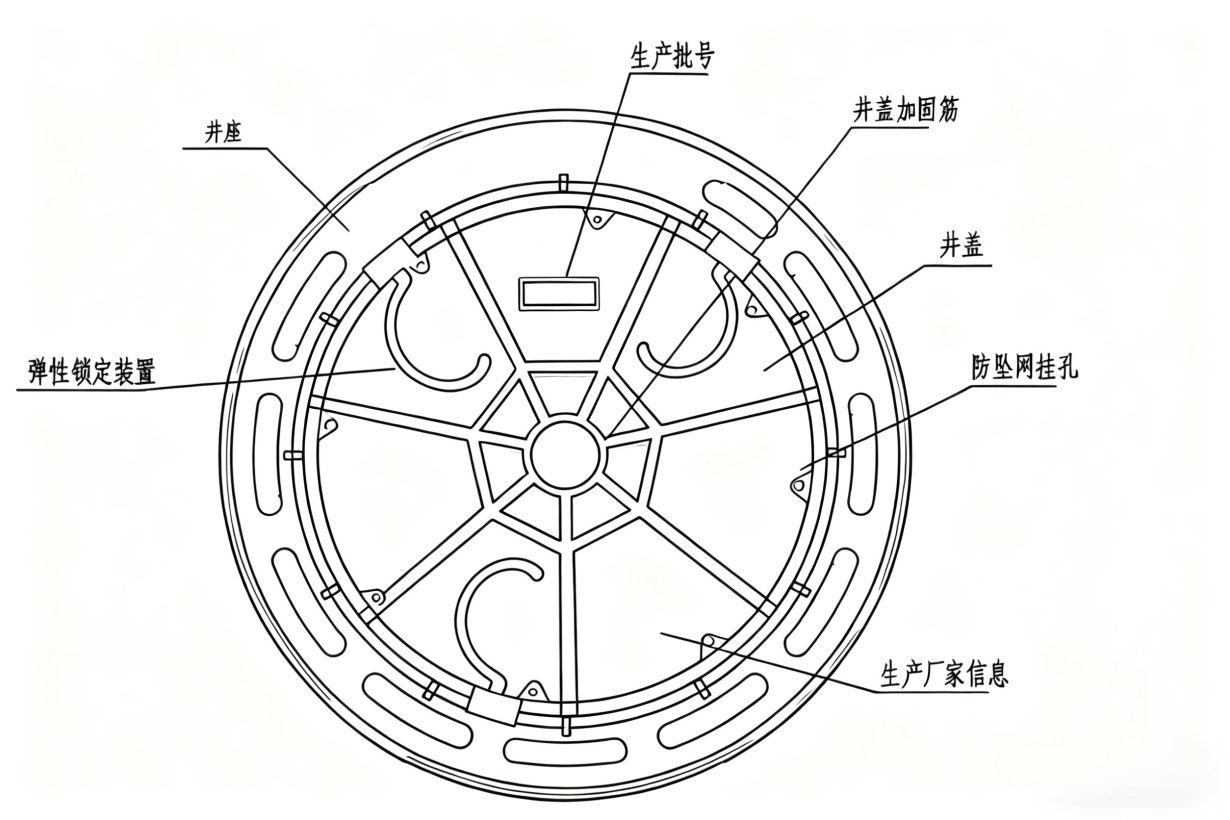 生产批号
井盖加固筋
井座
井盖
防坠网挂孔
弹性锁定装置
生产厂家信息